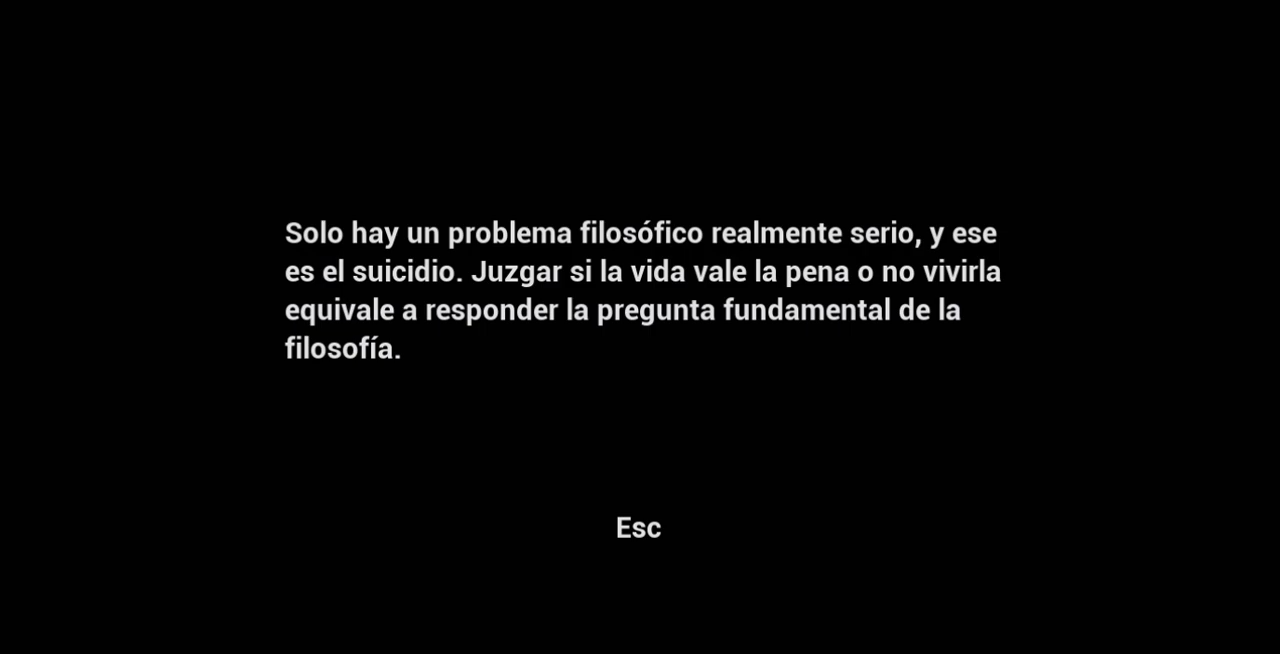 Solo hay un problema filosófico realmente serio, y ese
es el suicidio. Juzgar si la vida vale la pena o no vivirla
equivale a responder la pregunta fundamental de la
filosofía.
Esc